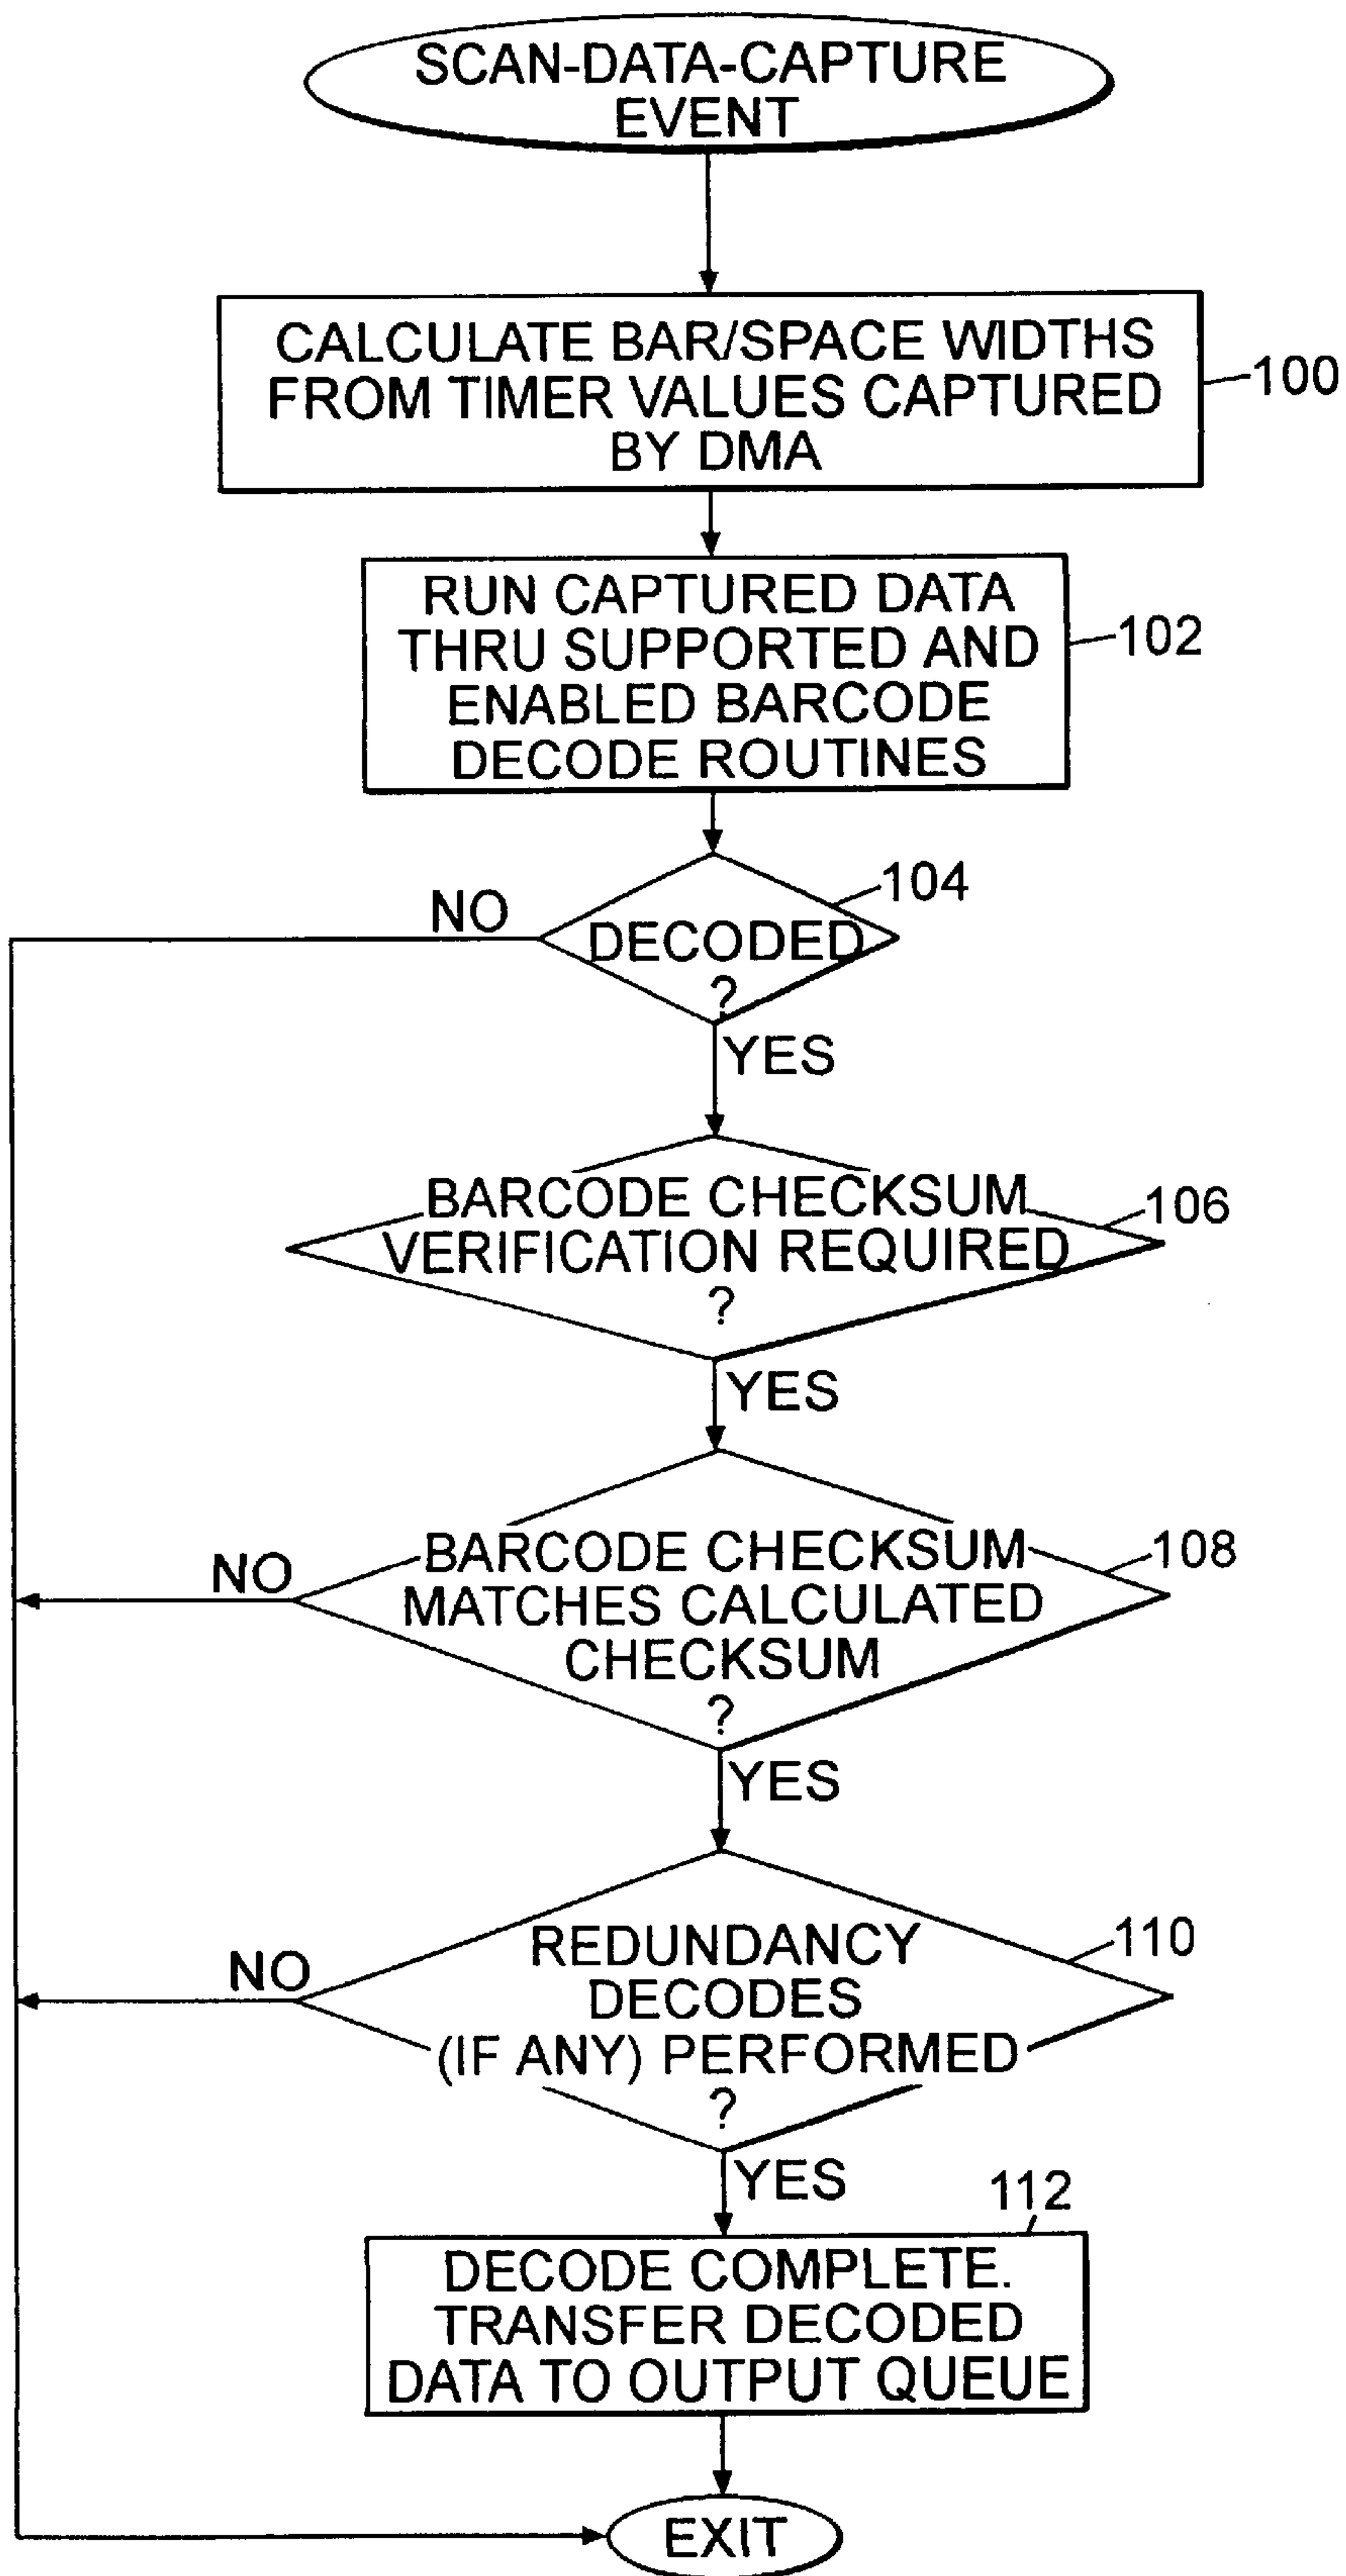 SCAN-DATA-CAPTURE
EVENT
CALCULATE BAR/SPACE WIDTHS
FROM TIMER VALUES CAPTURED
BY DMA
100
RUN CAPTURED DATA
THRU SUPPORTED AND
ENABLED BARCODE
DECODE ROUTINES
102
104
NO
DECODED
?
YES
BARCODE CHECKSUM
VERIFICATION REQUIRED
?
106
YES
BARCODE CHECKSUM
MATCHES CALCULATED
CHECKSUM
?
108
NO
YES
REDUNDANCY
DECODES
(IF ANY) PERFORMED
?
110
NO
YES
112
DECODE COMPLETE.
TRANSFER DECODED
DATA TO OUTPUT QUEUE
EXIT